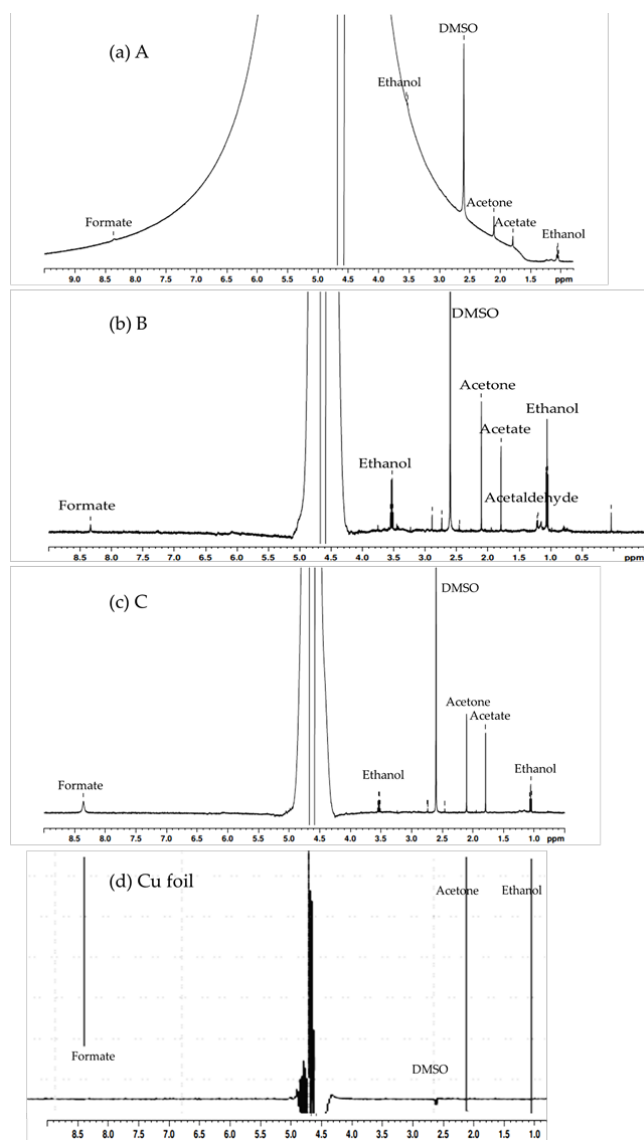 (a) A
DMSO
Ethanol
Formate
Acetone
Acetate
Ethanol
9.0 8.5 8.0 7.5 7.0 6.5 6.0 5.5 5.0 4.5 4.0 3.5 3.0 2.5 2.0 1.5 ppm
(b) B
DMSO
Acetone
Ethanol
Acetate
Ethanol
Acetaldehyde
Formate
8.5 8.0 7.5 7.0 6.5 6.0 5.5 5.0 4.5 4.0 3.5 3.0 2.5 2.0 1.5 1.0 0.5 ppm
(c) C
DMSO
Acetone
Acetate
Ethanol
Ethanol
Formate
8.5 8.0 7.5 7.0 6.5 6.0 5.5 5.0 4.5 4.0 3.5 3.0 2.5 2.0 1.5 1.0 ppm
(d) Cu foil
Acetone
Ethanol
Formate
DMSO
8.5 8.0 7.5 7.0 6.5 6.0 5.5 5.0 4.5 4.0 3.5 3.0 2.5 2.0 1.5 1.0